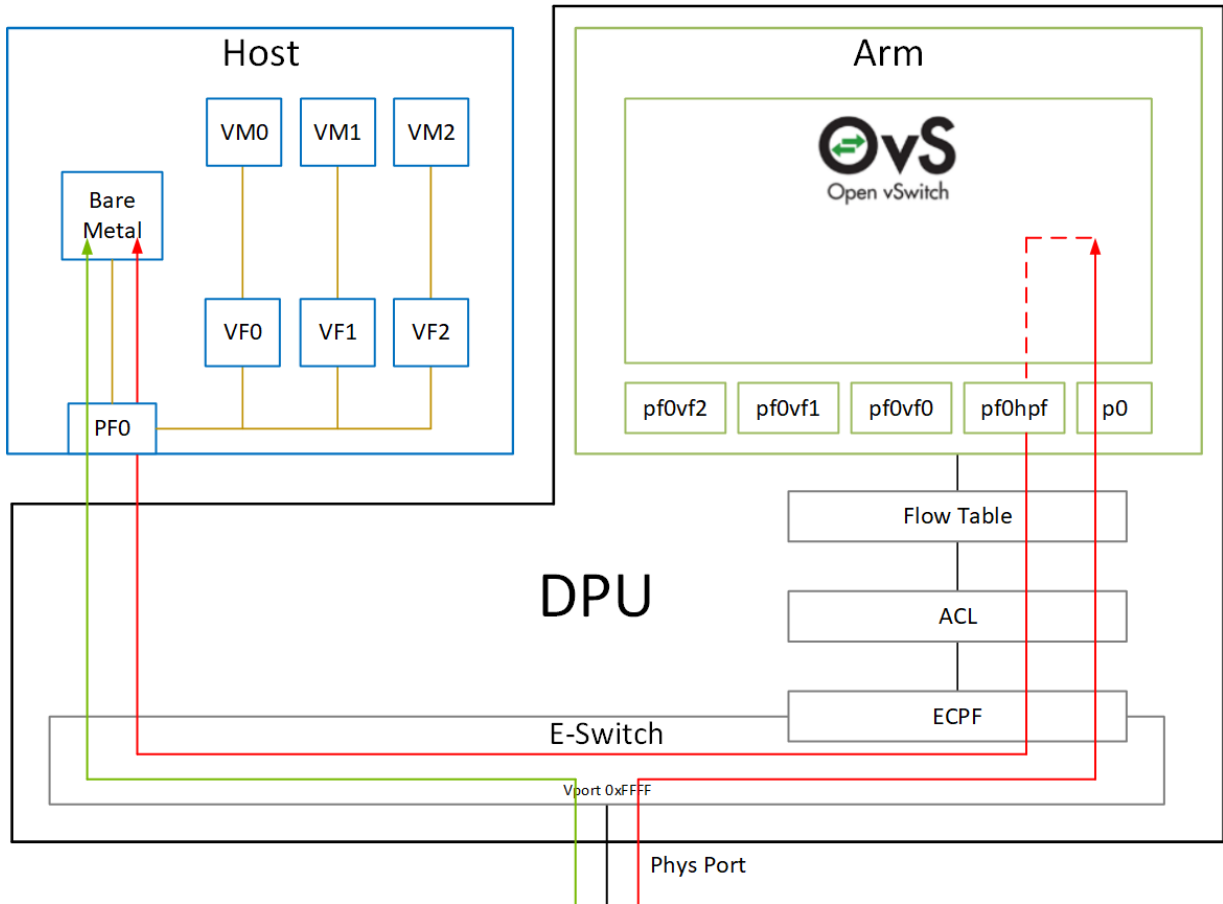 Host
Arm
VM0
VM1
VM2
OvS
Open vSwitch
Bare
Metal
VF0
VF1
VF2
PF0
pf0vf2
pf0vf1
pf0vf0
pf0hpf
p0
Flow Table
DPU
ACL
ECPF
E-Switch
Vport 0xFFFF
Phys Port